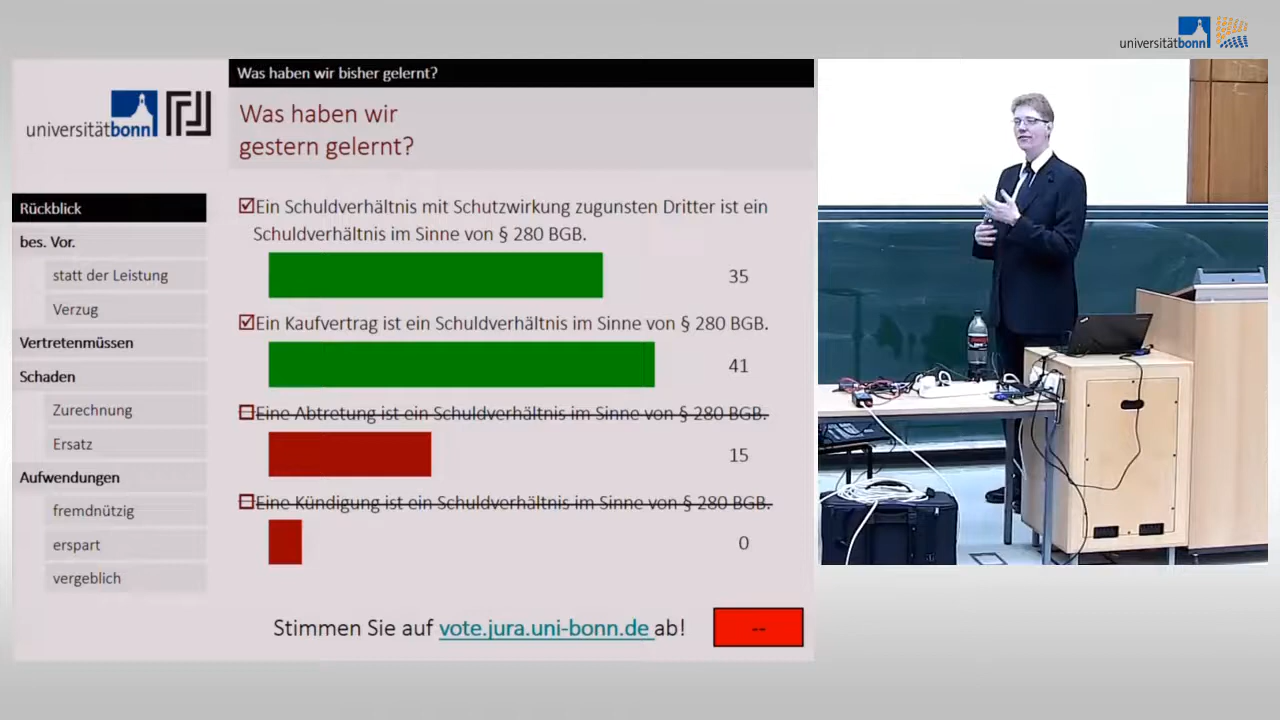 universitätbonn
Was haben wir bisher gelernt?
universitätbonn
Was haben wir
gestern gelernt?
Rückblick
bes. Vor.
statt der Leistung
Verzug
Vertretenmüssen
Schaden
Zurechnung
Ersatz
Aufwendungen
fremdnützig
erspart
vergeblich
Ein Schuldverhältnis mit Schutzwirkung zugunsten Dritter ist ein
Schuldverhältnis im Sinne von § 280 BGB.
35
Ein Kaufvertrag ist ein Schuldverhältnis im Sinne von § 280 BGB.
41
Eine Abtretung ist ein Schuldverhältnis im Sinne von § 280 BGB.
15
Eine Kündigung ist ein Schuldverhältnis im Sinne von § 280 BGB.
0
Stimmen Sie auf vote.jura.uni-bonn.de ab!
--